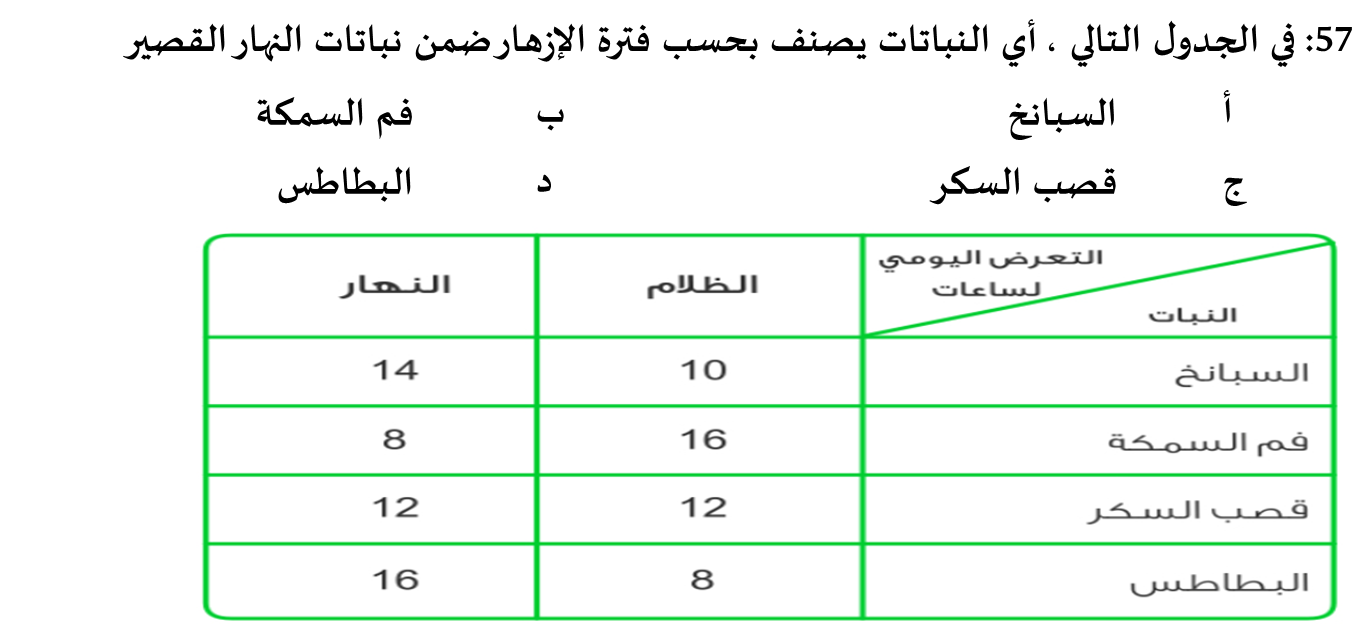 57: في الجدول التالي ، أي النباتات يصنف بحسب فترة الإزهار ضمن نباتات النهار القصير
أ السبانخ ب فم السمكة
ج قصب السكر د البطاطس
التعرض اليومي لساعات النبات الظلام النهار
السبانخ 10 14
فم السمكة 16 8
قصب السكر 12 12
البطاطس 8 16